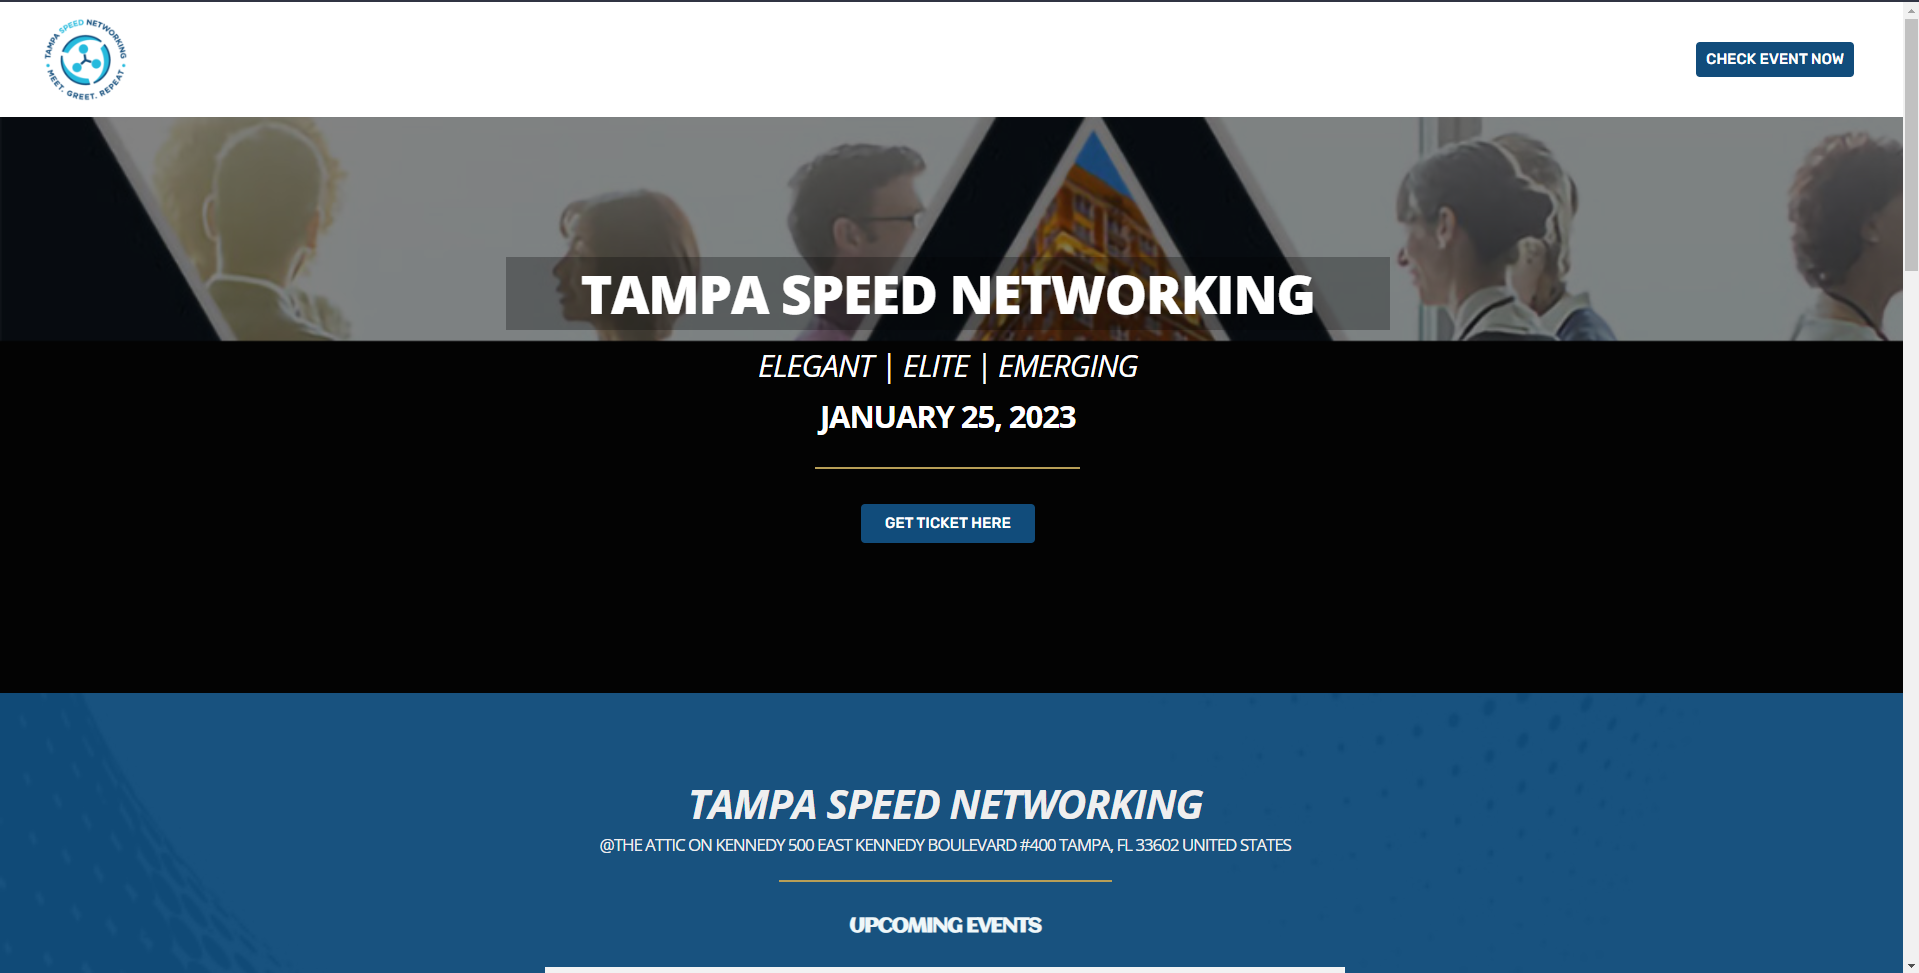 TAMPA SPEED NETWORKING
• MEET. GREET. REPEAT •
CHECK EVENT NOW
TAMPA SPEED NETWORKING
ELEGANT | ELITE | EMERGING
JANUARY 25, 2023
GET TICKET HERE
TAMPA SPEED NETWORKING
@THE ATTIC ON KENNEDY 500 EAST KENNEDY BOULEVARD #400 TAMPA, FL 33602 UNITED STATES
UPCOMING EVENTS